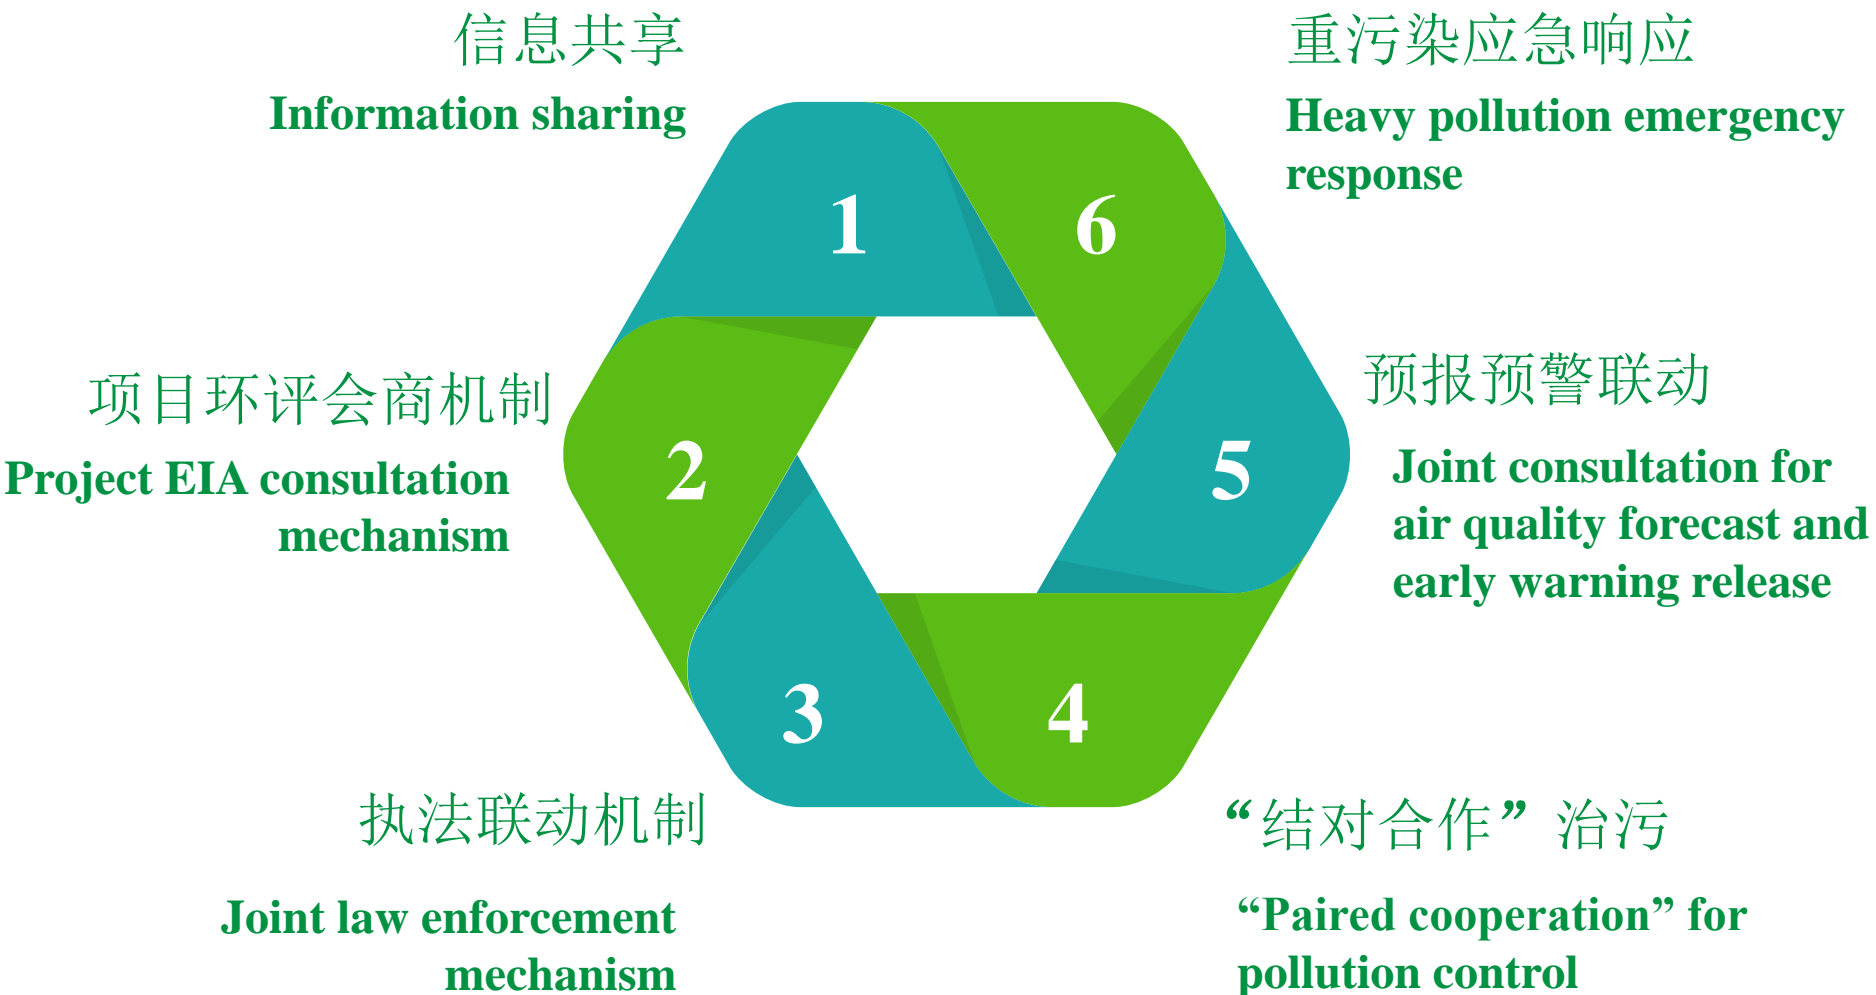 信息共享
Information sharing
1
项目环评会商机制
Project EIA consultation
mechanism
2
执法联动机制
Joint law enforcement
mechanism
3
“结对合作”治污
“Paired cooperation” for
pollution control
4
预报预警联动
Joint consultation for
air quality forecast and
early warning release
5
重污染应急响应
Heavy pollution emergency
response
6